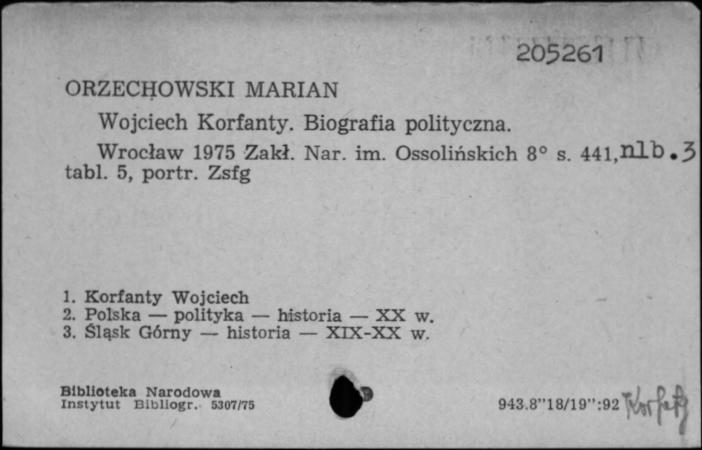 205261
ORZECHOWSKI MARIAN
Wojciech Korfanty. Biografia polityczna.
Wrocław 1975 Zakł. Nar. im. Ossolińskich 8° s. 441, nlb. 3
tabl. 5, portr. Zsfg
1. Korfanty Wojciech
2. Polska — polityka — historia — XX w.
3. Śląsk Górny — historia — XIX-XX w.
Biblioteka Narodowa
Instytut Bibliogr. 5307/75
943.8"18/19":92